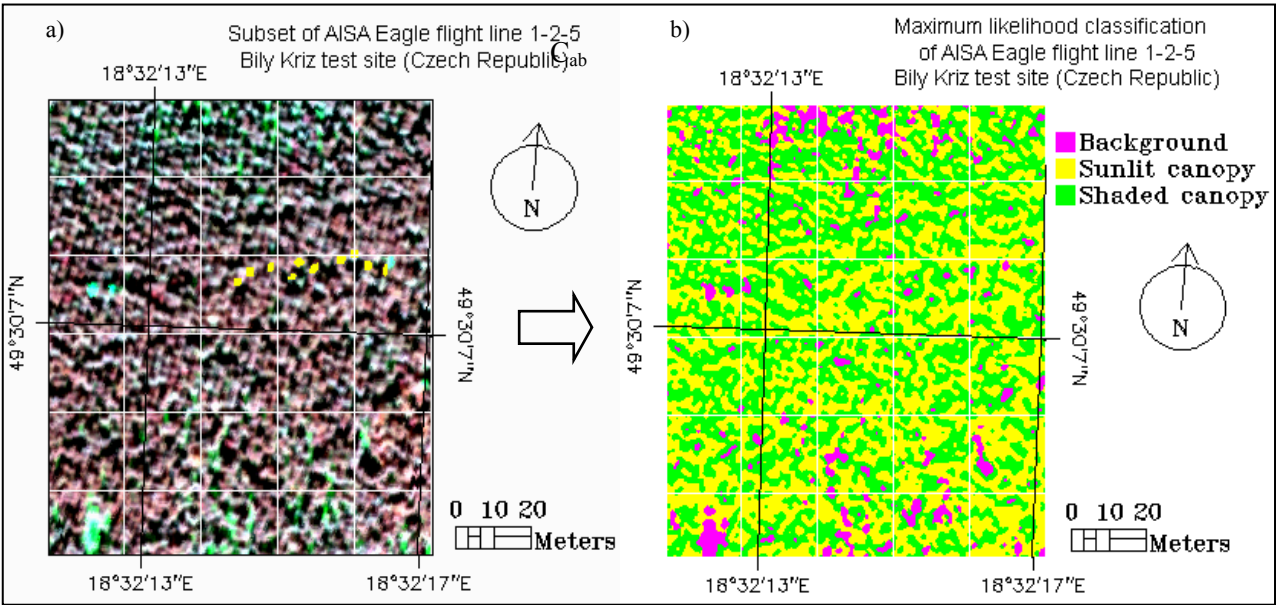 a)
Subset of AISA Eagle flight line 1-2-5
Bily Kriz test site (Czech Republic)
Cab
18°32'13"E
N
49°30'7"N
49°30'7"N
0 10 20
Meters
18°32'13"E
18°32'17"E
b)
Maximum likelihood classification
of AISA Eagle flight line 1-2-5
Bily Kriz test site (Czech Republic)
18°32'13"E
Background
Sunlit canopy
Shaded canopy
N
49°30'7"N
49°30'7"N
0 10 20
Meters
18°32'13"E
18°32'17"E